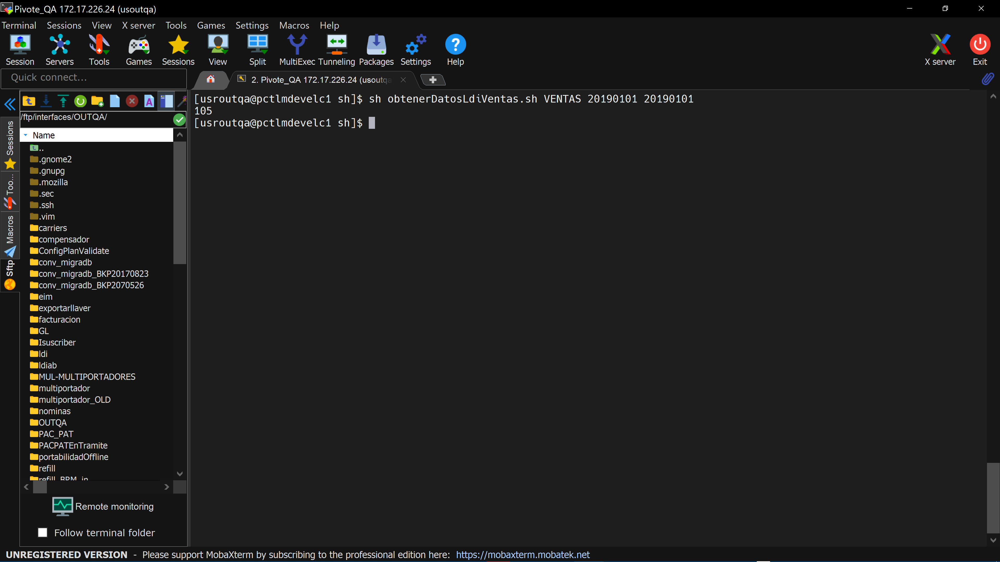 Pivote_QA 172.17.226.24 (usoutqa)
Terminal Sessions View X server Tools Games Settings Macros Help
Session Servers Tools Games Sessions View Split MultiExec Tunneling Packages Settings Help X server Exit
Quick connect...
2. Pivote_QA 172.17.226.24 (usoutqa
/ftp/interfaces/OUTQA/
Name
..
.gnome2
.gnupg
.mozilla
.sec
.ssh
.vim
carriers
compensador
ConfigPlanValidate
conv_migradb
conv_migradb_BKP20170823
conv_migradb_BKP2070526
eim
exportarllaver
facturacion
GL
Isuscriber
ldi
ldiab
MUL-MULTIPORTADORES
multiportador
multiportador_OLD
nominas
OUTQA
PAC_PAT
PACPATEnTramite
portabilidadOffline
refill
refill_BRM_in
Sessions
Too...
Macros
Sftp
Remote monitoring
Follow terminal folder
[usroutqa@pctlmdevelc1 sh]$ sh obtenerDatosLdiVentas.sh VENTAS 20190101 20190101
105
[usroutqa@pctlmdevelc1 sh]$
UNREGISTERED VERSION - Please support MobaXterm by subscribing to the professional edition here: https://mobaxterm.mobatek.net